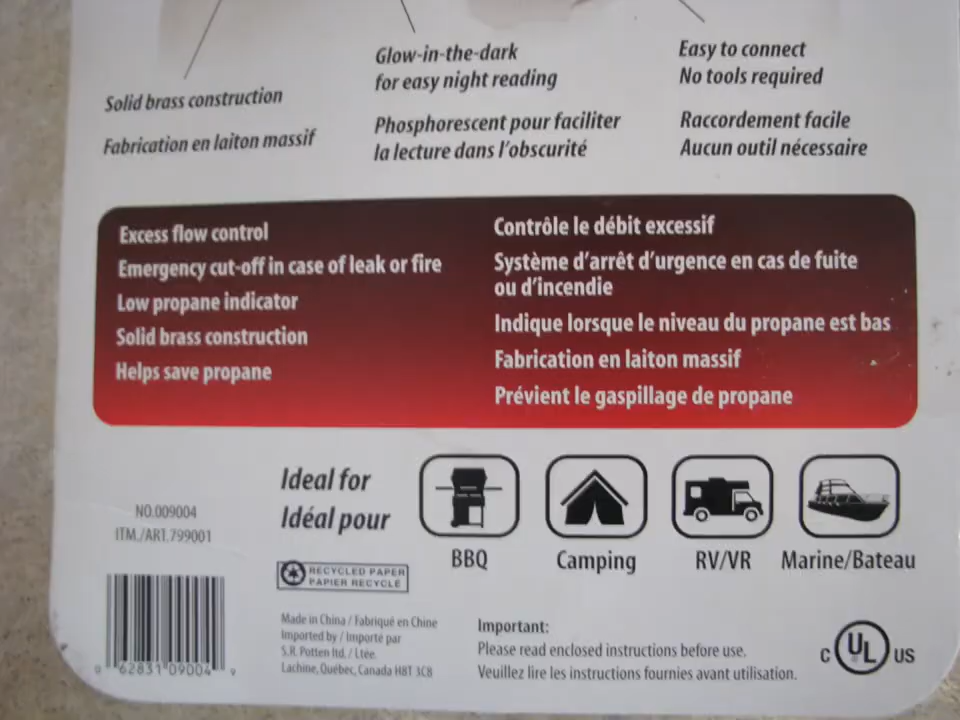 Solid brass construction
Fabrication en laiton massif
Glow-in-the-dark
for easy night reading
Phosphorescent pour faciliter
la lecture dans l'obscurité
Easy to connect
No tools required
Raccordement facile
Aucun outil nécessaire
Excess flow control
Emergency cut-off in case of leak or fire
Low propane indicator
Solid brass construction
Helps save propane
Contrôle le débit excessif
Système d'arrêt d'urgence en cas de fuite
ou d'incendie
Indique lorsque le niveau du propane est bas
Fabrication en laiton massif
Prévient le gaspillage de propane
Ideal for
Idéal pour
BBQ
Camping
RV/VR
Marine/Bateau
NO.009004
ITM./ART.799001
RECYCLED PAPER
PAPIER RECYCLÉ
0 62831 09004 9
Made in China / Fabriqué en Chine
Imported by / Importé par
S.R. Potten ltd. / Ltée.
Lachine, Québec, Canada H8T 3C8
Important:
Please read enclosed instructions before use.
Veuillez lire les instructions fournies avant utilisation.
C UL US